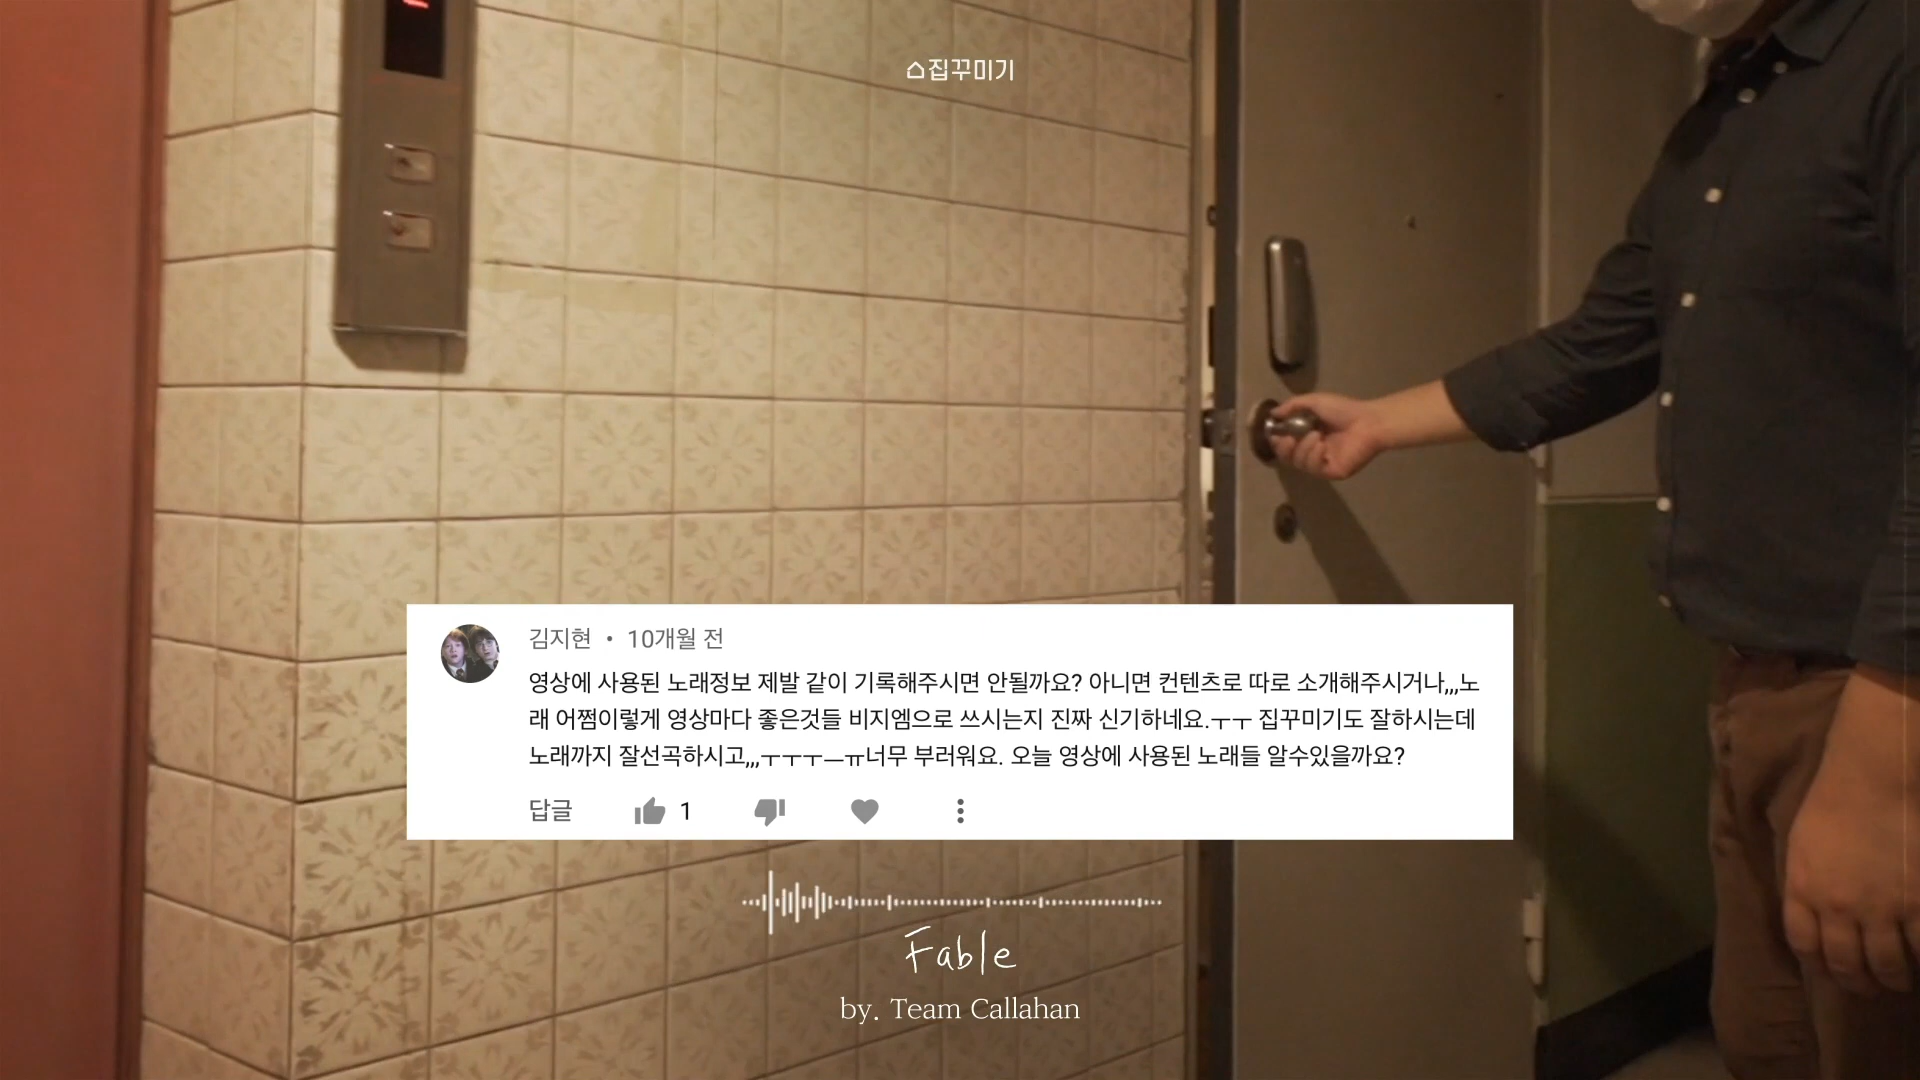 집꾸미기
김지현 • 10개월 전
영상에 사용된 노래정보 제발 같이 기록해주시면 안될까요? 아니면 컨텐츠로 따로 소개해주시거나,,,노
래 어쩜이렇게 영상마다 좋은것들 비지엠으로 쓰시는지 진짜 신기하네요.ㅜㅜ 집꾸미기도 잘하시는데
노래까지 잘선곡하시고,,,ㅜㅜㅜㅡㅠ너무 부러워요. 오늘 영상에 사용된 노래들 알수있을까요?
답글 1
Fable
by. Team Callahan